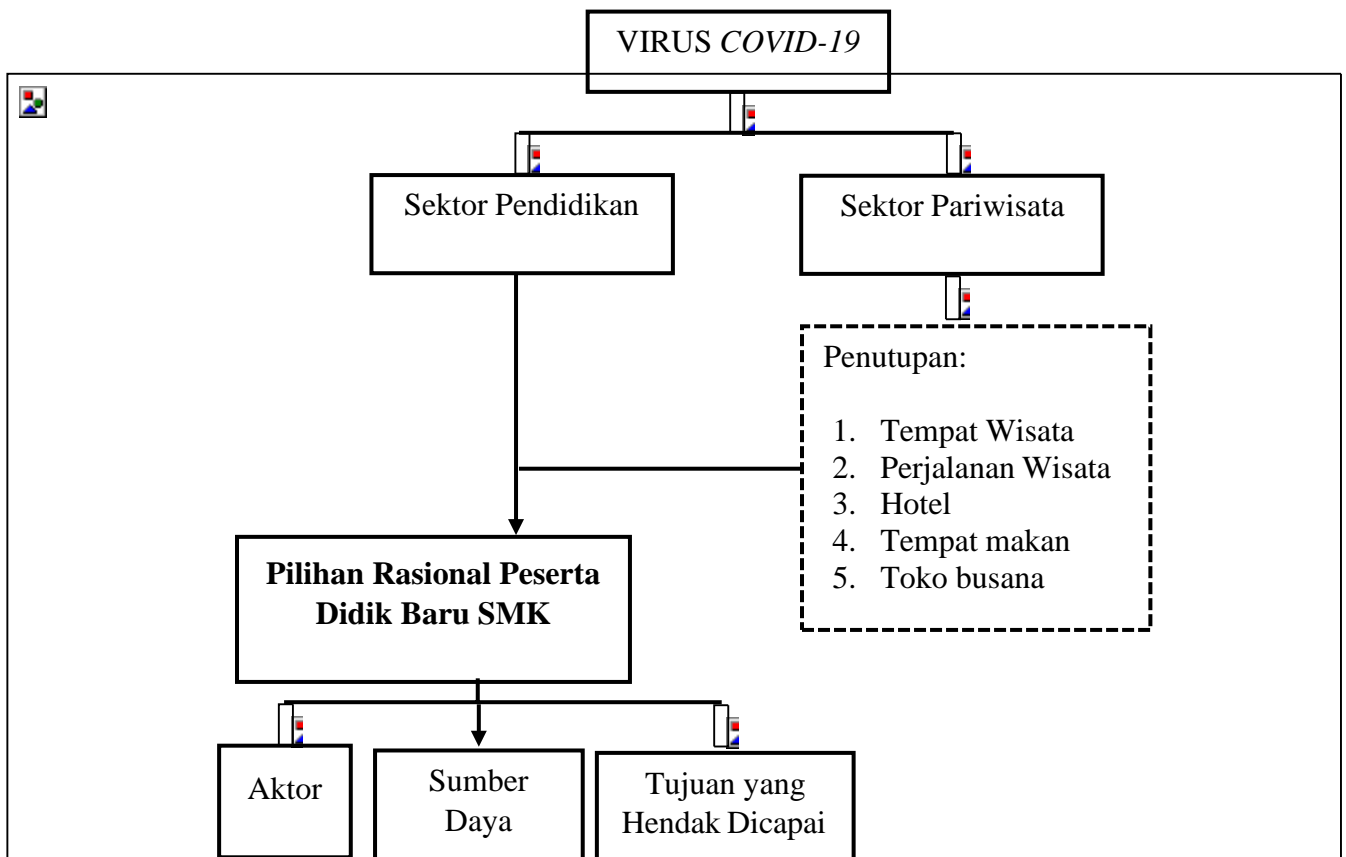 VIRUS COVID-19
Sektor Pendidikan
Sektor Pariwisata
Penutupan:
1. Tempat Wisata
2. Perjalanan Wisata
3. Hotel
4. Tempat makan
5. Toko busana
Pilihan Rasional Peserta
Didik Baru SMK
Aktor
Sumber
Daya
Tujuan yang
Hendak Dicapai